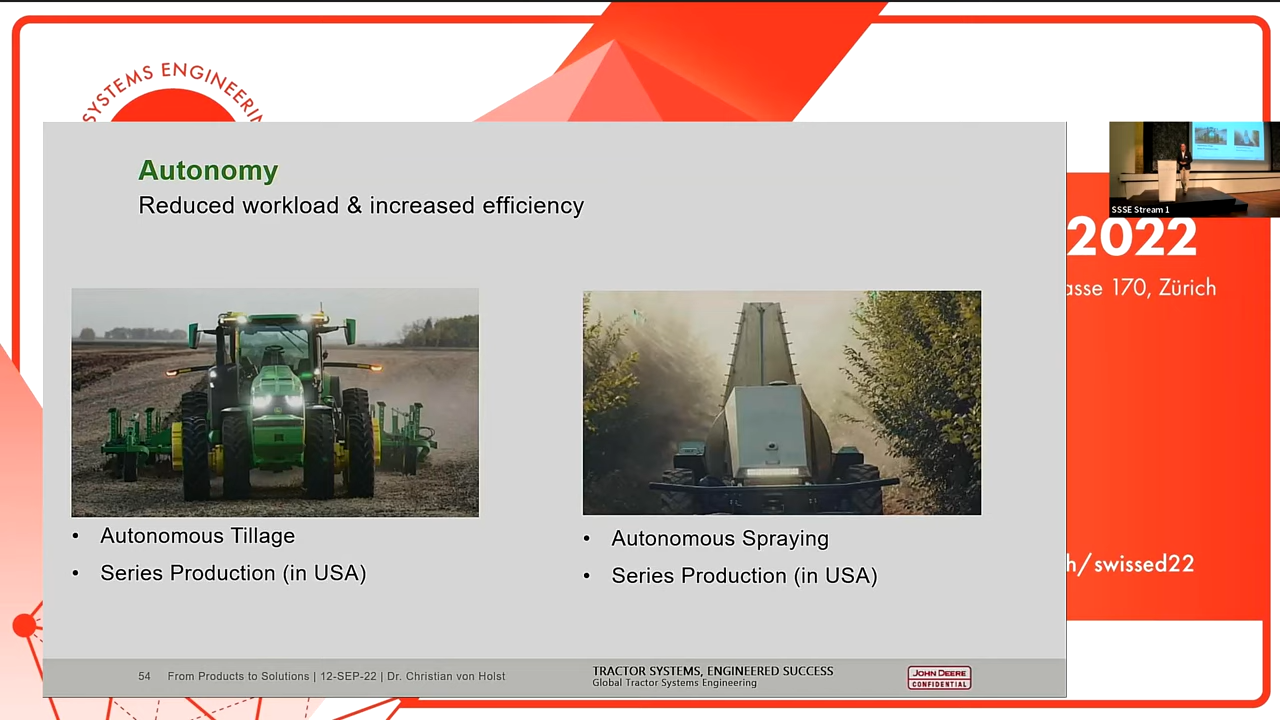 SYSTEMS ENGINEERIN
Autonomy
Reduced workload & increased efficiency
SSSE Stream 1
2022
asse 170, Zürich
• Autonomous Tillage
• Series Production (in USA)
• Autonomous Spraying
• Series Production (in USA)
h/swissed22
54 From Products to Solutions | 12-SEP-22 | Dr. Christian von Holst
TRACTOR SYSTEMS, ENGINEERED SUCCESS
Global Tractor Systems Engineering
JOHN DEERE
CONFIDENTIAL